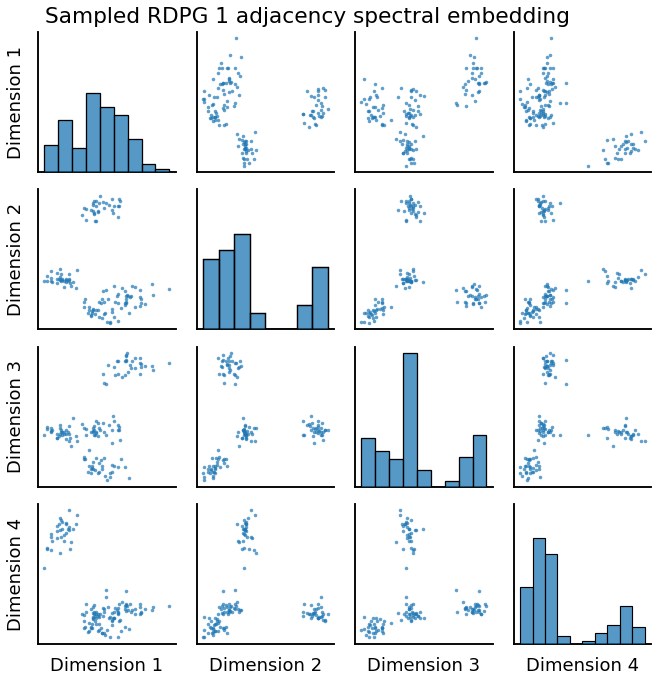 Sampled RDPG 1 adjacency spectral embedding
Dimension 1
Dimension 2
Dimension 3
Dimension 4
Dimension 1 Dimension 2 Dimension 3 Dimension 4